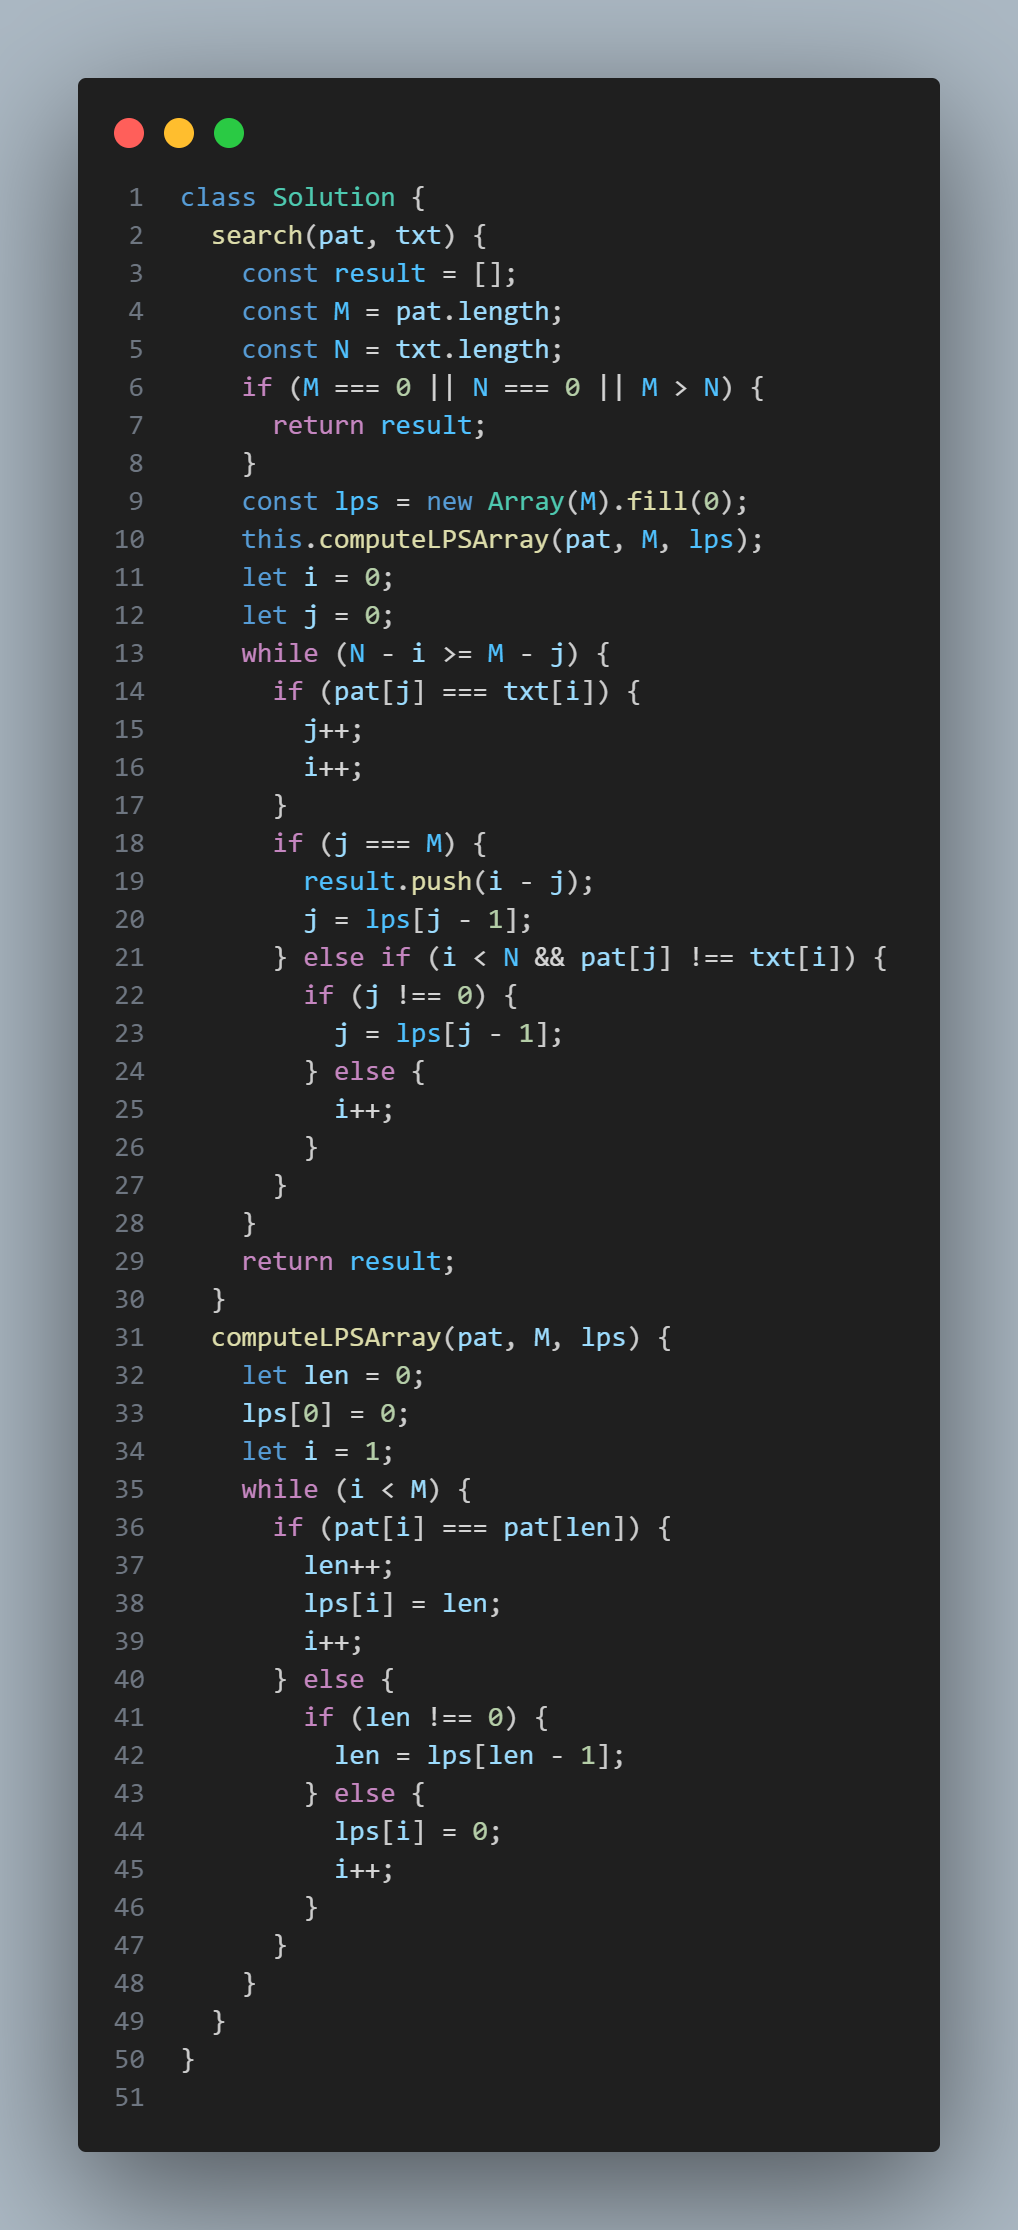 1 class Solution {
2   search(pat, txt) {
3     const result = [];
4     const M = pat.length;
5     const N = txt.length;
6     if (M === 0 || N === 0 || M > N) {
7       return result;
8     }
9     const lps = new Array(M).fill(0);
10     this.computeLPSArray(pat, M, lps);
11     let i = 0;
12     let j = 0;
13     while (N - i >= M - j) {
14       if (pat[j] === txt[i]) {
15         j++;
16         i++;
17       }
18       if (j === M) {
19         result.push(i - j);
20         j = lps[j - 1];
21       } else if (i < N && pat[j] !== txt[i]) {
22         if (j !== 0) {
23           j = lps[j - 1];
24         } else {
25           i++;
26         }
27       }
28     }
29     return result;
30   }
31   computeLPSArray(pat, M, lps) {
32     let len = 0;
33     lps[0] = 0;
34     let i = 1;
35     while (i < M) {
36       if (pat[i] === pat[len]) {
37         len++;
38         lps[i] = len;
39         i++;
40       } else {
41         if (len !== 0) {
42           len = lps[len - 1];
43         } else {
44           lps[i] = 0;
45           i++;
46         }
47       }
48     }
49   }
50 }
51